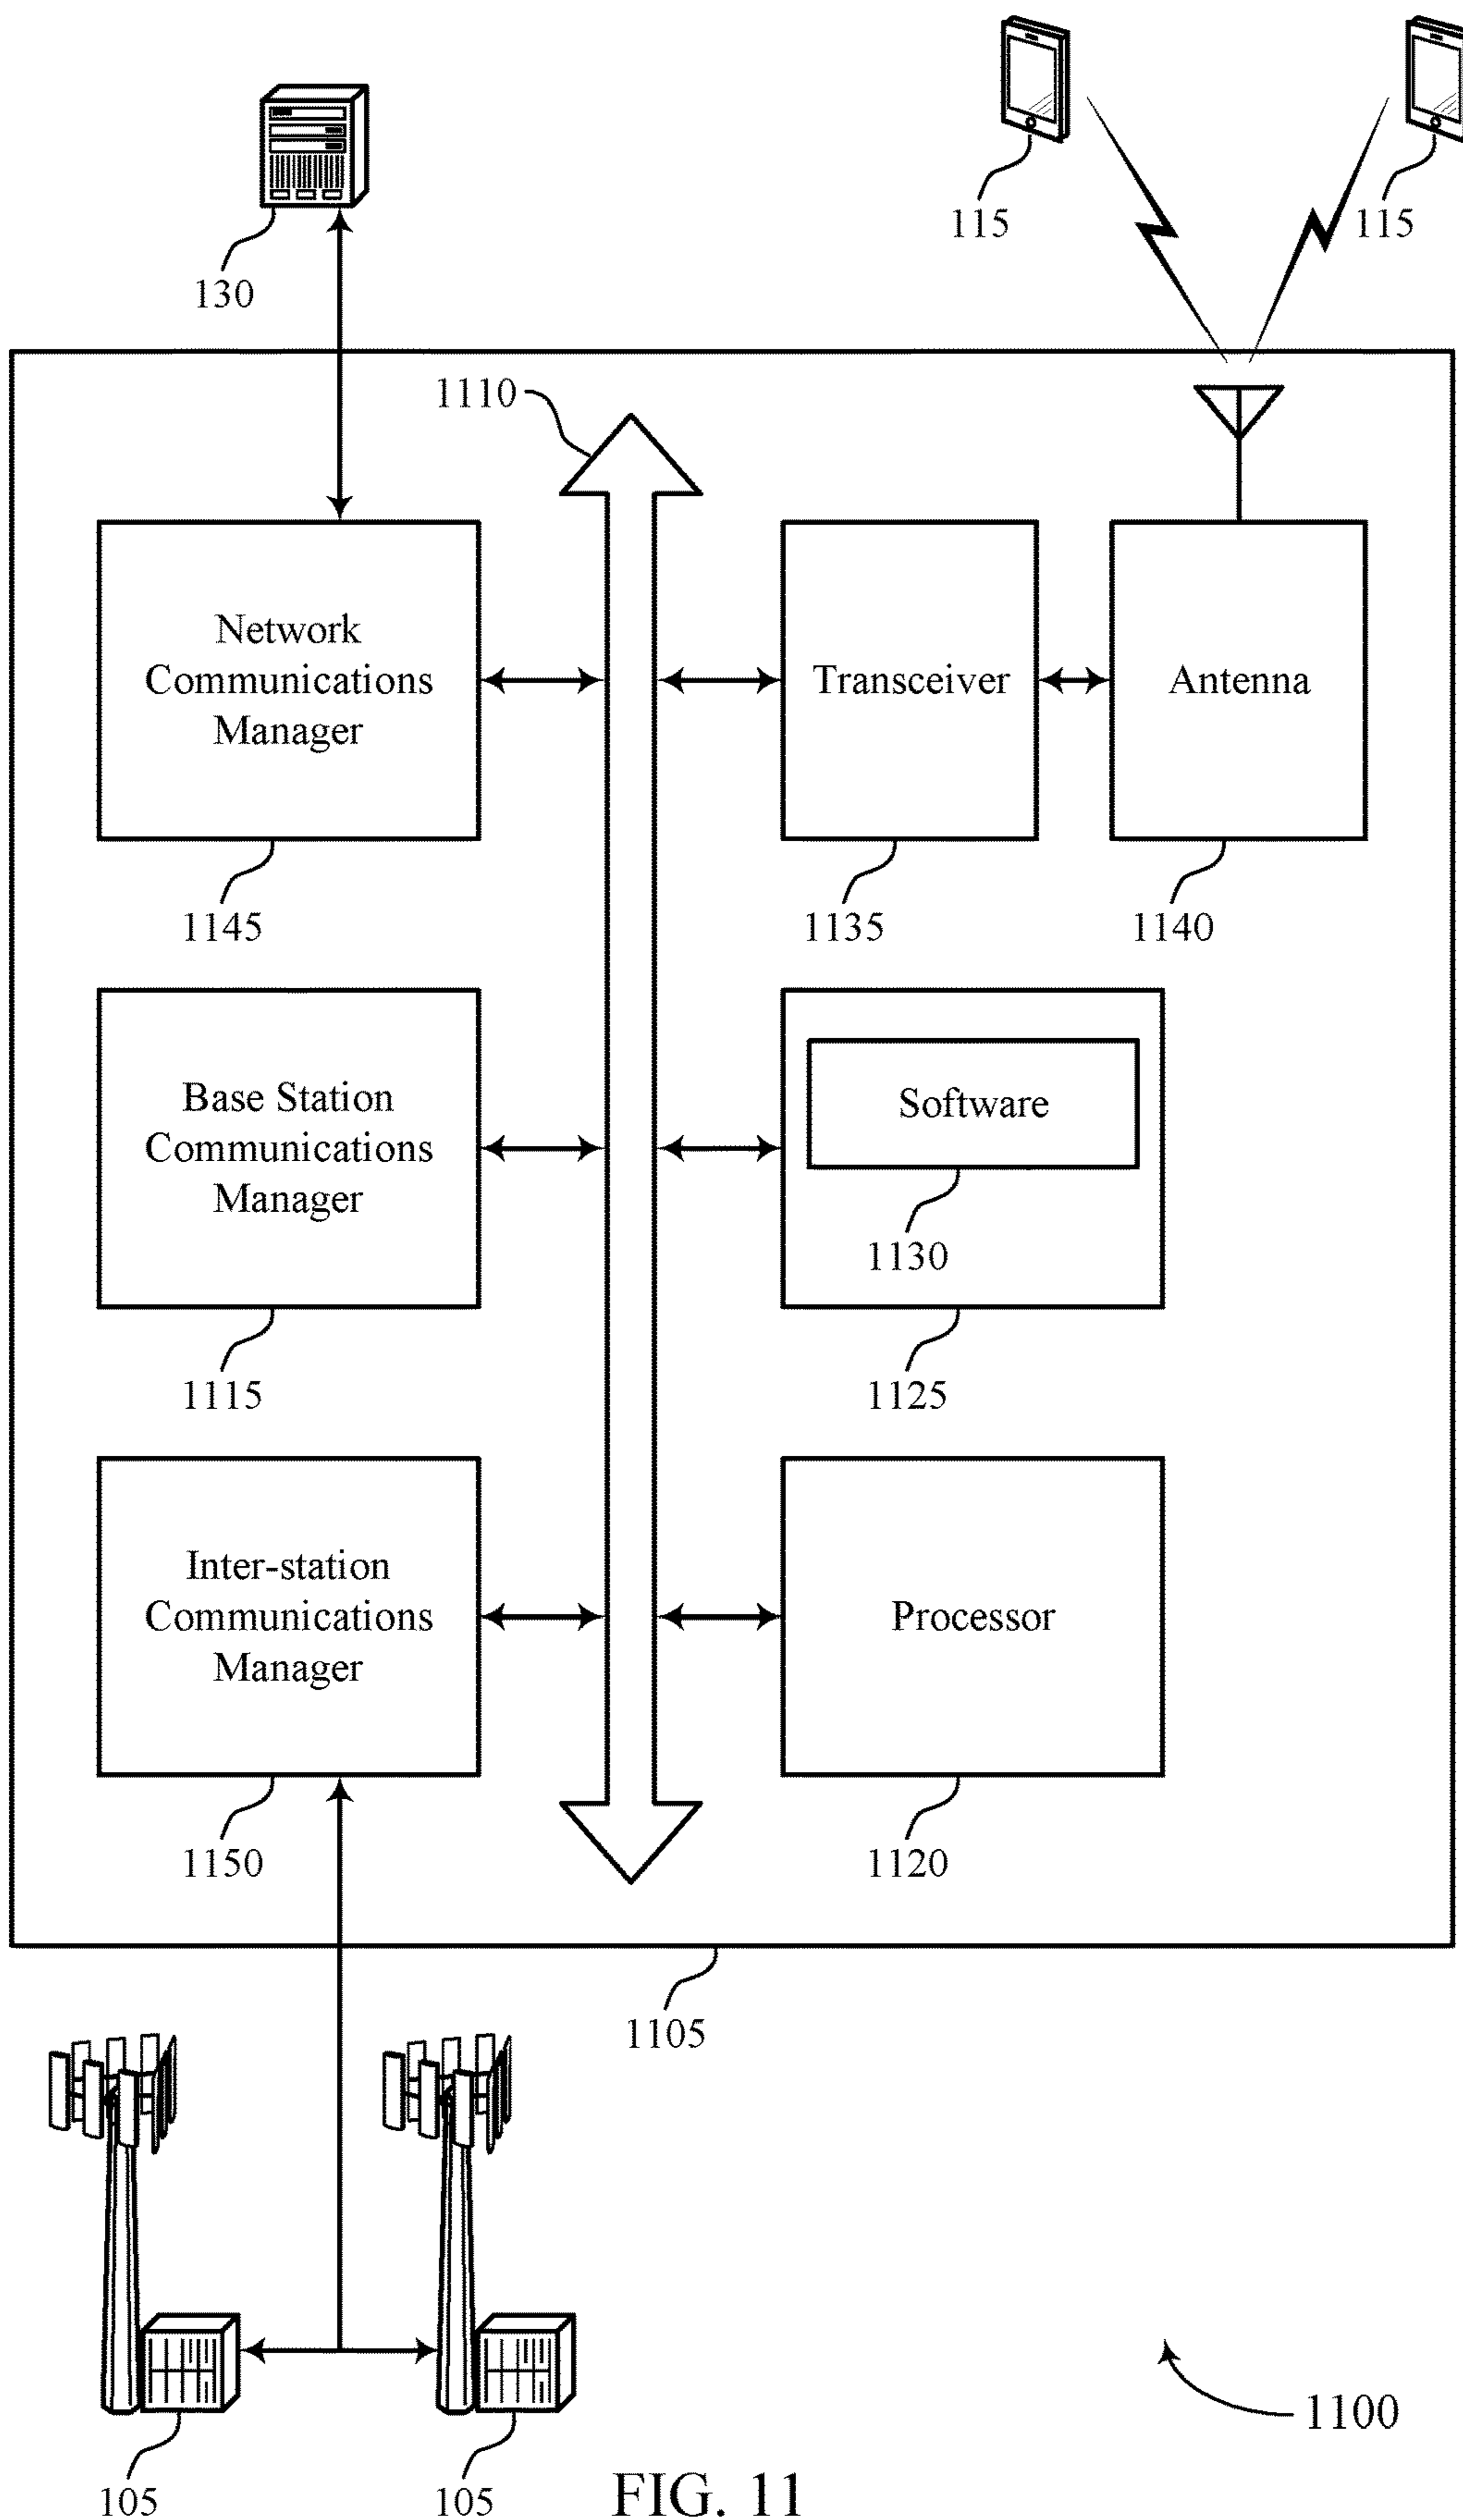 115
115
130
1110
Network
Communications
Manager
Transceiver
Antenna
1145
1135
1140
Base Station
Communications
Manager
Software
1130
1115
1125
Inter-station
Communications
Manager
Processor
1150
1120
1105
1100
105
105
FIG. 11